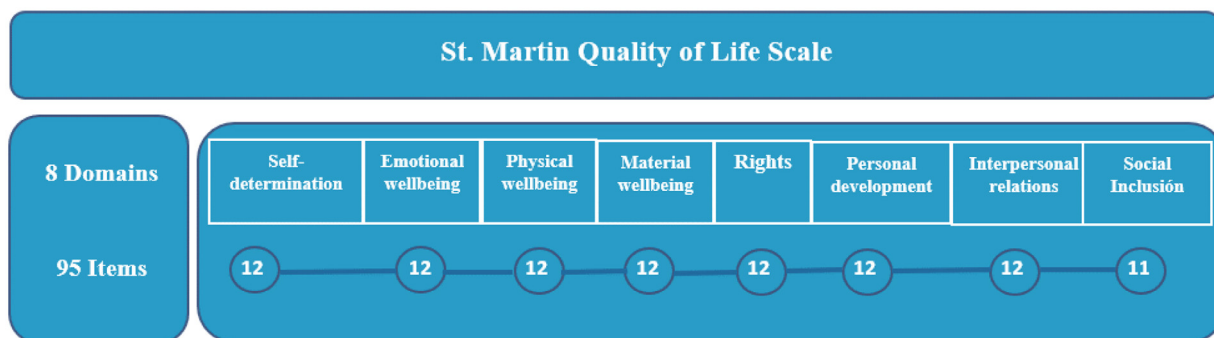 St. Martin Quality of Life Scale
8 Domains
Self-
determination
Emotional
wellbeing
Physical
wellbeing
Material
wellbeing
Rights
Personal
development
Interpersonal
relations
Social
Inclusión
95 Items
12
12
12
12
12
12
12
11